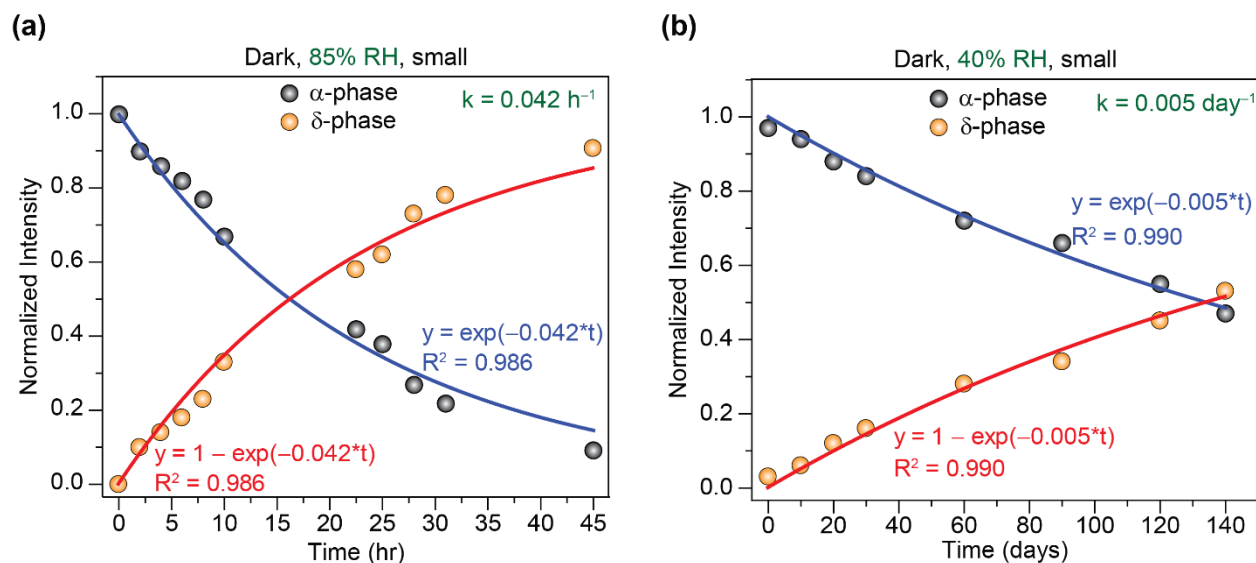 (a)
Dark, 85% RH, small
α-phase
δ-phase
k = 0.042 h⁻¹
y = exp(−0.042*t)
R² = 0.986
y = 1 − exp(−0.042*t)
R² = 0.986
Normalized Intensity
1.0
0.8
0.6
0.4
0.2
0.0
0 5 10 15 20 25 30 35 40 45
Time (hr)
(b)
Dark, 40% RH, small
α-phase
δ-phase
k = 0.005 day⁻¹
y = exp(−0.005*t)
R² = 0.990
y = 1 − exp(−0.005*t)
R² = 0.990
Normalized Intensity
1.0
0.8
0.6
0.4
0.2
0.0
0 20 40 60 80 100 120 140
Time (days)